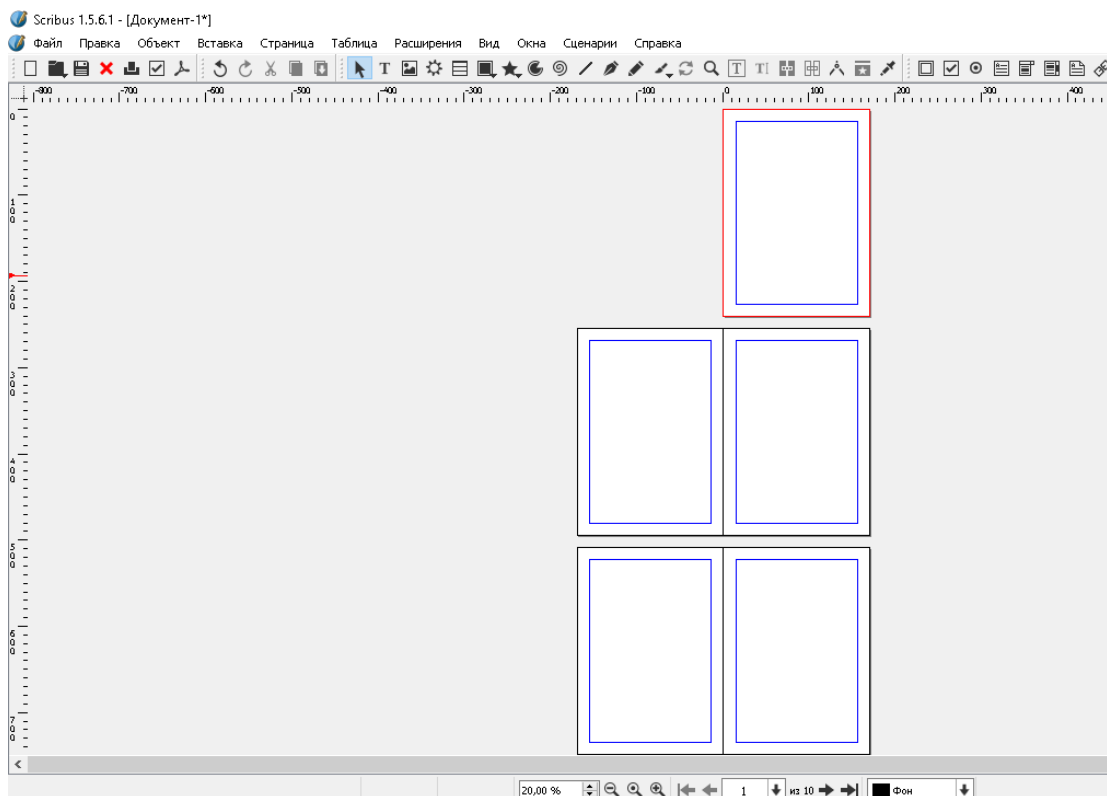 Scribus 1.5.6.1 - [Документ-1*]
Файл Правка Объект Вставка Страница Таблица Расширения Вид Окна Сценарии Справка
-800 -700 -600 -500 -400 -300 -200 -100 0 100 200 300 400
0
100
200
300
400
500
600
700
20,00 % 1 из 10 Фон